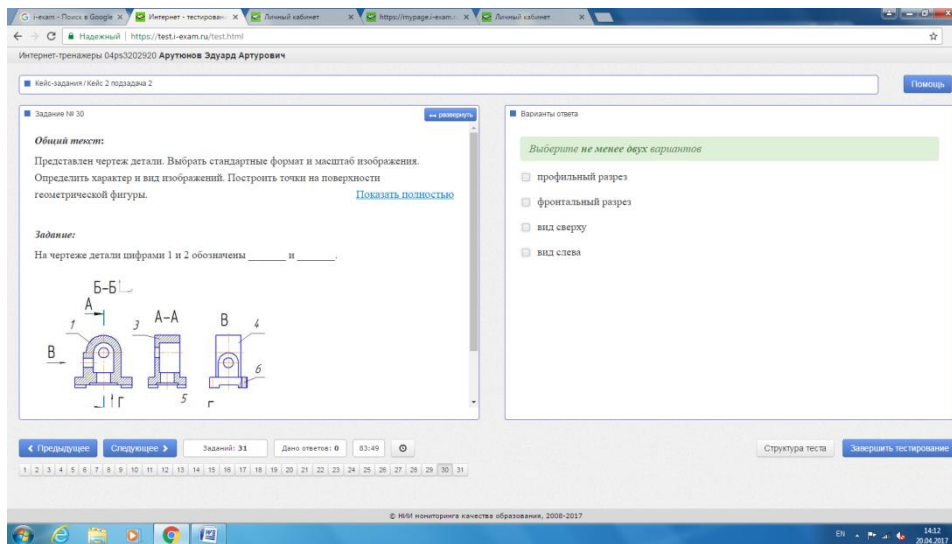 i-exam - Поиск в Google
Интернет - тестирован
Личный кабинет
https://mypage.i-exam.r
Личный кабинет
Надежный | https://test.i-exam.ru/test.html
Интернет-тренажеры 04ps3202920 Арутюнов Эдуард Артурович
Кейс-задания / Кейс 2 подзадача 2
Помощь
Задание № 30
развернуть
Общий текст:
Представлен чертеж детали. Выбрать стандартные формат и масштаб изображения.
Определить характер и вид изображений. Построить точки на поверхности
геометрической фигуры. Показать полностью
Задание:
На чертеже детали цифрами 1 и 2 обозначены _______ и _______.
Б-Б
А
А-А
В
1
3
4
В
6
Г
5
Г
Варианты ответа
Выберите не менее двух вариантов
профильный разрез
фронтальный разрез
вид сверху
вид слева
Предыдущее
Следующее
Заданий: 31
Дано ответов: 0
83:49
Структура теста
Завершить тестирование
1 2 3 4 5 6 7 8 9 10 11 12 13 14 15 16 17 18 19 20 21 22 23 24 25 26 27 28 29 30 31
© НИИ мониторинга качества образования, 2008-2017
EN
14:12
20.04.2017